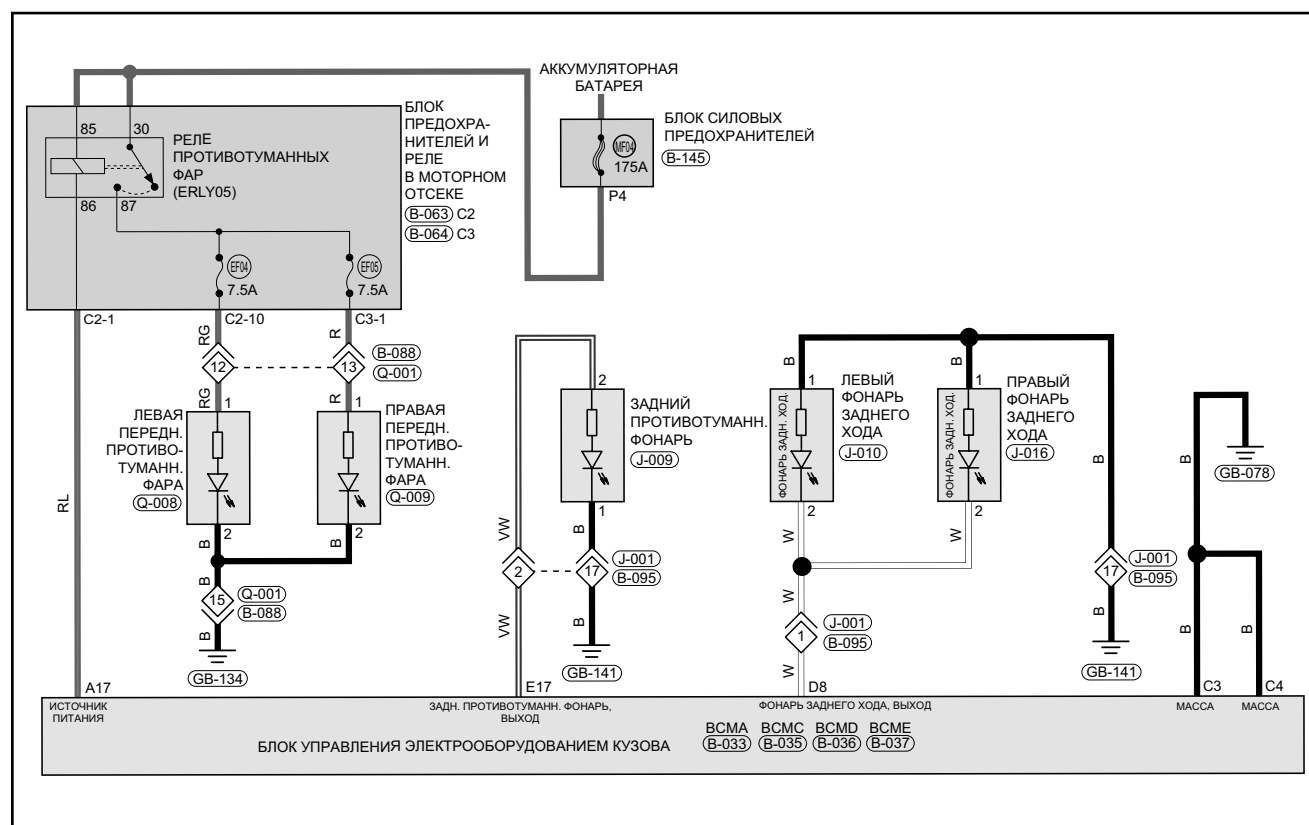 АККУМУЛЯТОРНАЯ
БАТАРЕЯ
БЛОК СИЛОВЫХ
ПРЕДОХРАНИТЕЛЕЙ
B-145
MF04
175A
P4
БЛОК
ПРЕДОХРА-
НИТЕЛЕЙ И
РЕЛЕ
В МОТОРНОМ
ОТСЕКЕ
B-063 C2
B-064 C3
85 30
РЕЛЕ
ПРОТИВОТУМАННЫХ
ФАР
(ERLY05)
86 87
EF04
7.5A
EF05
7.5A
C2-1
C2-10
C3-1
RG
R
12
13
B-088
Q-001
RG
R
1
1
ЛЕВАЯ
ПЕРЕДН.
ПРОТИВО-
ТУМАНН.
ФАРА
Q-008
ПРАВАЯ
ПЕРЕДН.
ПРОТИВО-
ТУМАНН.
ФАРА
Q-009
2
2
B
B
B
15
Q-001
B-088
B
GB-134
RL
A17
2
ЗАДНИЙ
ПРОТИВОТУМАНН.
ФОНАРЬ
J-009
1
VW
B
2
17
J-001
B-095
VW
B
GB-141
E17
B
B
1
1
ФОНАРЬ ЗАДН. ХОД.
ЛЕВЫЙ
ФОНАРЬ
ЗАДНЕГО
ХОДА
J-010
ФОНАРЬ ЗАДН. ХОД.
ПРАВЫЙ
ФОНАРЬ
ЗАДНЕГО
ХОДА
J-016
2
2
W
W
W
1
J-001
B-095
W
D8
B
17
J-001
B-095
B
GB-141
B
GB-078
B
B
C3
C4
ИСТОЧНИК
ПИТАНИЯ
ЗАДН. ПРОТИВОТУМАНН. ФОНАРЬ,
ВЫХОД
ФОНАРЬ ЗАДНЕГО ХОДА, ВЫХОД
МАССА
МАССА
БЛОК УПРАВЛЕНИЯ ЭЛЕКТРООБОРУДОВАНИЕМ КУЗОВА
BCMA BCMC BCMD BCME
B-033 B-035 B-036 B-037